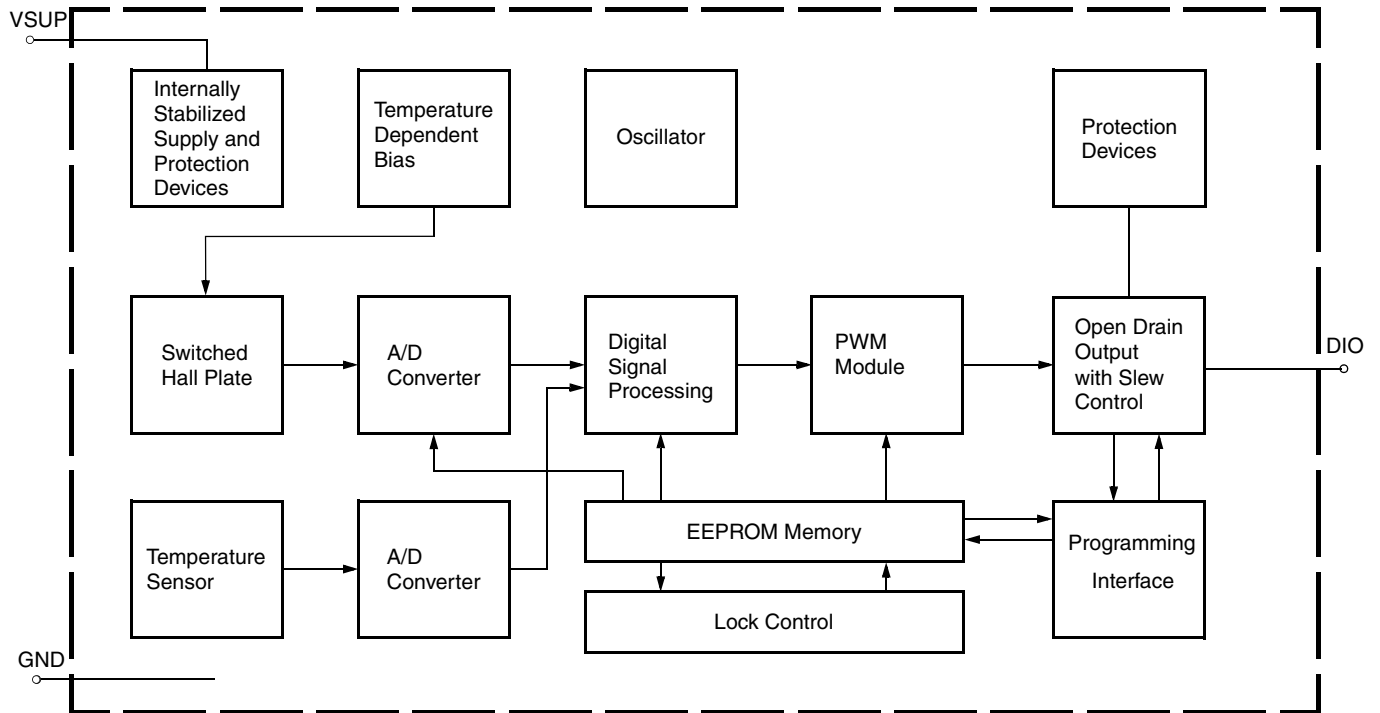 VSUP
Internally
Stabilized
Supply and
Protection
Devices
Temperature
Dependent
Bias
Oscillator
Protection
Devices
Switched
Hall Plate
A/D
Converter
Digital
Signal
Processing
PWM
Module
Open Drain
Output
with Slew
Control
DIO
Temperature
Sensor
A/D
Converter
EEPROM Memory
Lock Control
Programming
Interface
GND